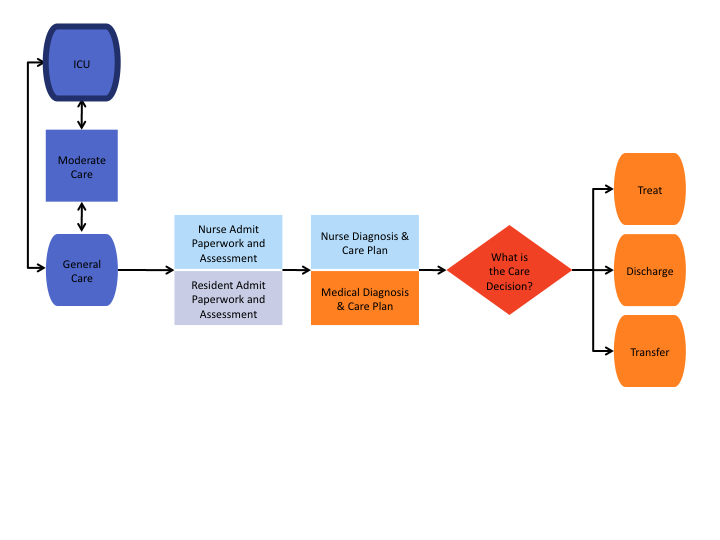 ICU
Moderate
Care
General
Care
Nurse Admit
Paperwork and
Assessment
Resident Admit
Paperwork and
Assessment
Nurse Diagnosis &
Care Plan
Medical Diagnosis
& Care Plan
What is
the Care
Decision?
Treat
Discharge
Transfer